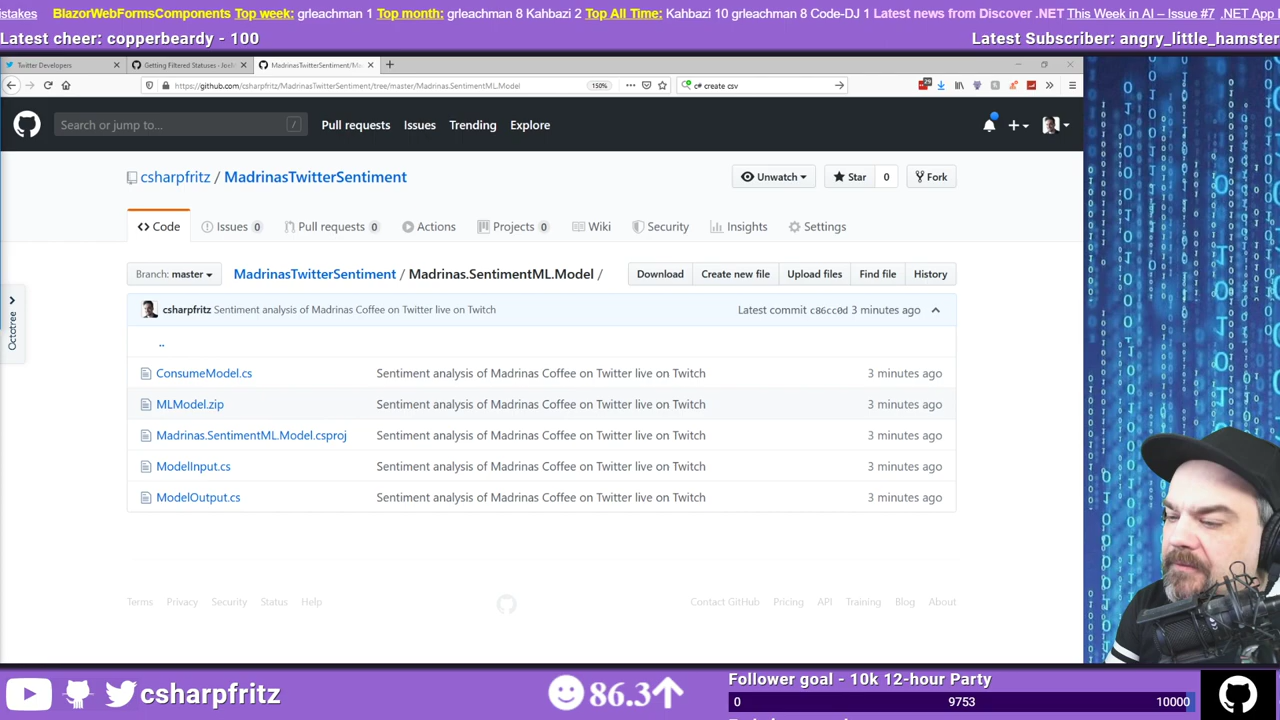 istakes BlazorWebFormsComponents Top week: grleachman 1 Top month: grleachman 8 Kahbazi 2 Top All Time: Kahbazi 10 grleachman 8 Code-DJ 1 Latest news from Discover .NET This Week in AI – Issue #7 .NET App
Latest cheer: copperbeardy - 100
Latest Subscriber: angry_little_hamster
Twitter Developers
Getting Filtered Statuses - Joel
MadrinasTwitterSentiment/Ma
https://github.com/csharpfritz/MadrinasTwitterSentiment/tree/master/Madrinas.SentimentML.Model
150%
c# create csv
29
Search or jump to...
/
Pull requests Issues Trending Explore
csharpfritz / MadrinasTwitterSentiment
Unwatch Star 0 Fork
Code Issues 0 Pull requests 0 Actions Projects 0 Wiki Security Insights Settings
Branch: master MadrinasTwitterSentiment / Madrinas.SentimentML.Model /
Download Create new file Upload files Find file History
csharpfritz Sentiment analysis of Madrinas Coffee on Twitter live on Twitch Latest commit c86cc0d 3 minutes ago
..
ConsumeModel.cs Sentiment analysis of Madrinas Coffee on Twitter live on Twitch 3 minutes ago
MLModel.zip Sentiment analysis of Madrinas Coffee on Twitter live on Twitch 3 minutes ago
Madrinas.SentimentML.Model.csproj Sentiment analysis of Madrinas Coffee on Twitter live on Twitch 3 minutes ago
ModelInput.cs Sentiment analysis of Madrinas Coffee on Twitter live on Twitch 3 minutes ago
ModelOutput.cs Sentiment analysis of Madrinas Coffee on Twitter live on Twitch 3 minutes ago
Octotree
Terms Privacy Security Status Help
Contact GitHub Pricing API Training Blog About
csharpfritz
86.3
Follower goal - 10k 12-hour Party
0 9753 10000